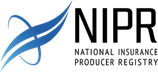 NIPR
NATIONAL INSURANCE
PRODUCER REGISTRY